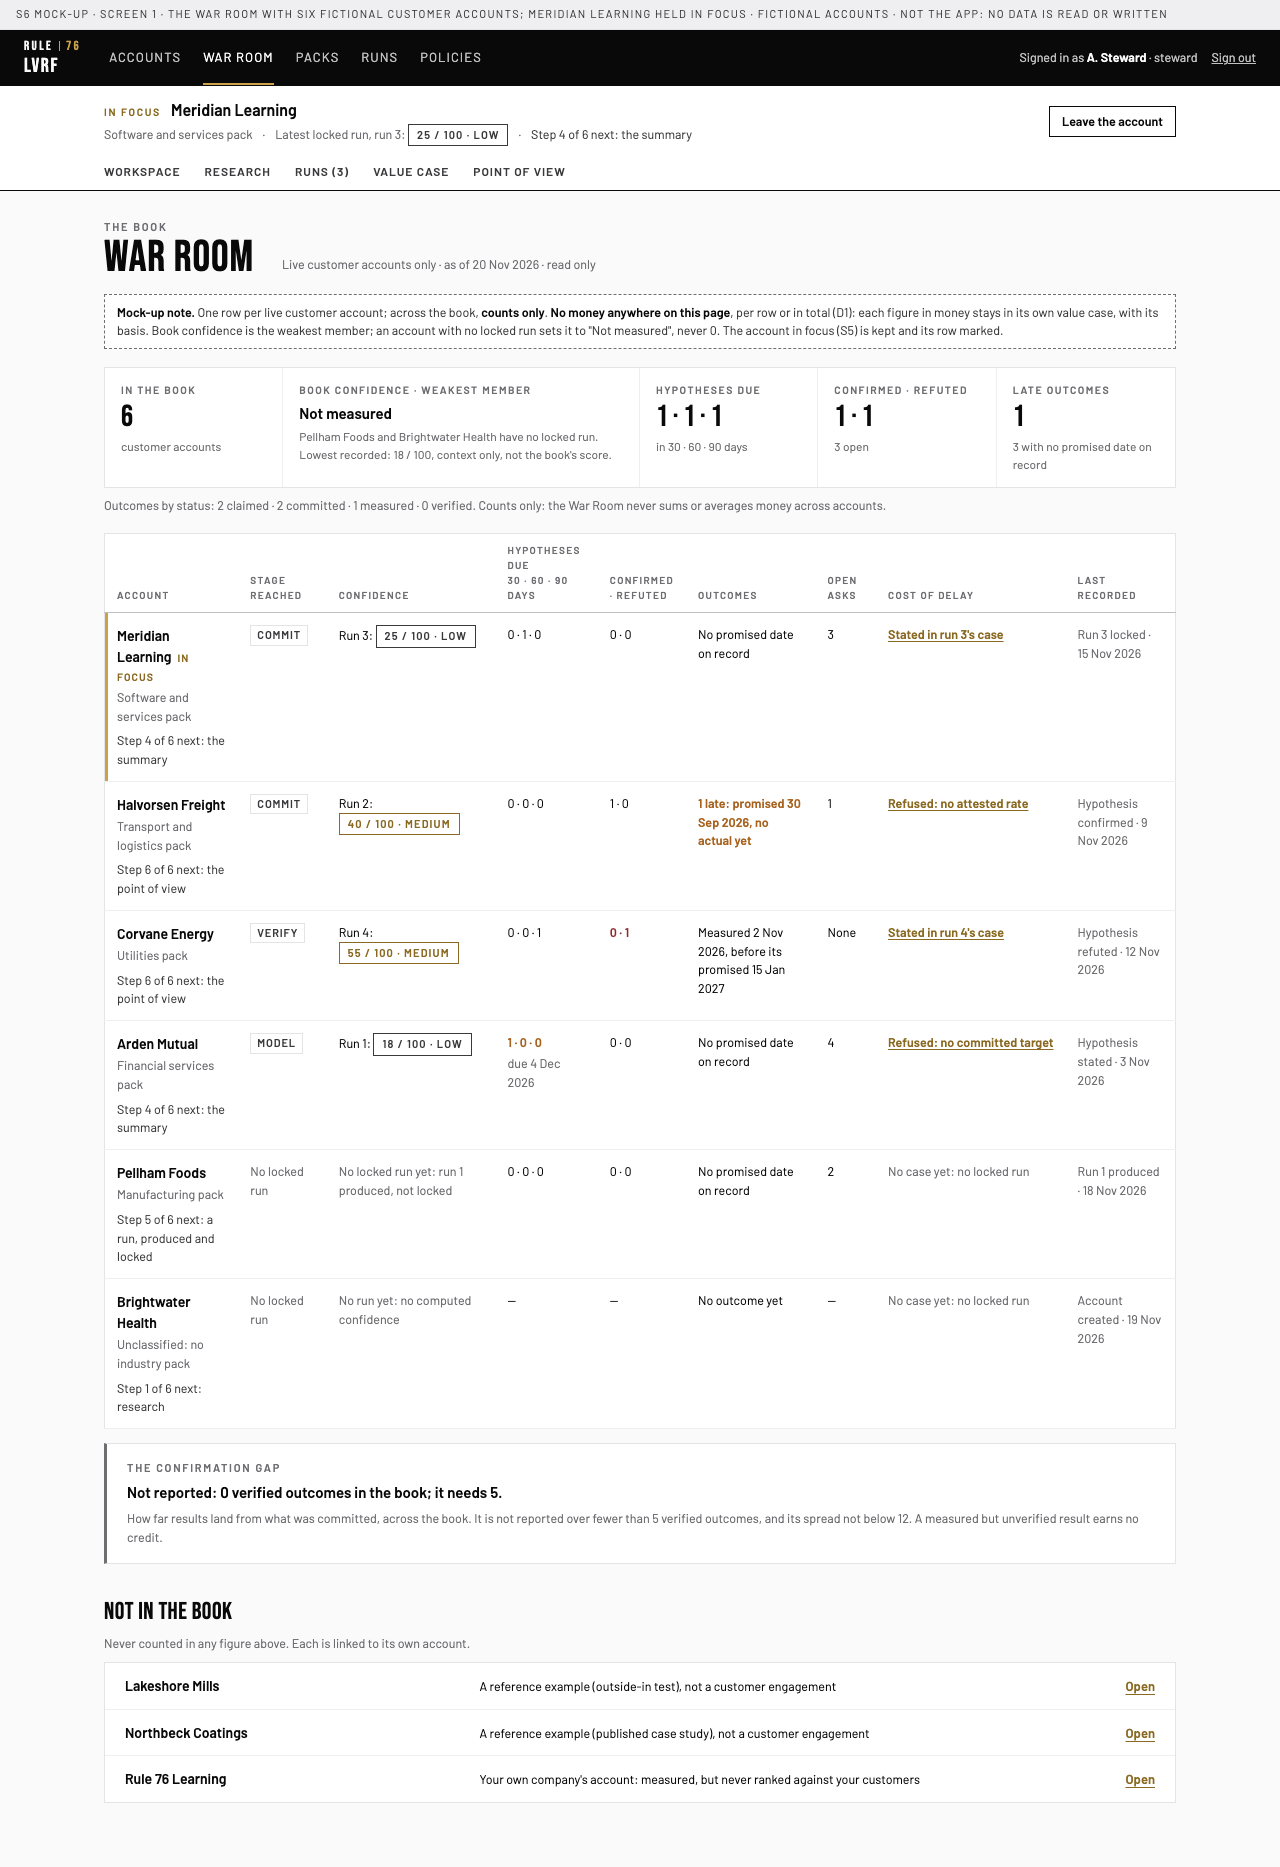 S6 MOCK-UP · SCREEN 1 · THE WAR ROOM WITH SIX FICTIONAL CUSTOMER ACCOUNTS; MERIDIAN LEARNING HELD IN FOCUS · FICTIONAL ACCOUNTS · NOT THE APP: NO DATA IS READ OR WRITTEN
RULE | 76
LVRF
ACCOUNTS WAR ROOM PACKS RUNS POLICIES
Signed in as A. Steward · steward Sign out
IN FOCUS Meridian Learning
Software and services pack · Latest locked run, run 3: 25 / 100 · LOW · Step 4 of 6 next: the summary
Leave the account
WORKSPACE RESEARCH RUNS (3) VALUE CASE POINT OF VIEW
THE BOOK
WAR ROOM
Live customer accounts only · as of 20 Nov 2026 · read only
Mock-up note. One row per live customer account; across the book, counts only. No money anywhere on this page, per row or in total (D1): each figure in money stays in its own value case, with its
basis. Book confidence is the weakest member; an account with no locked run sets it to "Not measured", never 0. The account in focus (S5) is kept and its row marked.
IN THE BOOK
6
customer accounts
BOOK CONFIDENCE · WEAKEST MEMBER
Not measured
Pellham Foods and Brightwater Health have no locked run.
Lowest recorded: 18 / 100, context only, not the book's score.
HYPOTHESES DUE
1 · 1 · 1
in 30 · 60 · 90 days
CONFIRMED · REFUTED
1 · 1
3 open
LATE OUTCOMES
1
3 with no promised date on
record
Outcomes by status: 2 claimed · 2 committed · 1 measured · 0 verified. Counts only: the War Room never sums or averages money across accounts.
ACCOUNT
STAGE
REACHED
CONFIDENCE
HYPOTHESES
DUE
30 · 60 · 90
DAYS
CONFIRMED
· REFUTED
OUTCOMES
OPEN
ASKS
COST OF DELAY
LAST
RECORDED
Meridian
Learning IN
FOCUS
Software and
services pack
Step 4 of 6 next: the
summary
COMMIT
Run 3: 25 / 100 · LOW
0 · 1 · 0
0 · 0
No promised date
on record
3
Stated in run 3's case
Run 3 locked ·
15 Nov 2026
Halvorsen Freight
Transport and
logistics pack
Step 6 of 6 next: the
point of view
COMMIT
Run 2:
40 / 100 · MEDIUM
0 · 0 · 0
1 · 0
1 late: promised 30
Sep 2026, no
actual yet
1
Refused: no attested rate
Hypothesis
confirmed · 9
Nov 2026
Corvane Energy
Utilities pack
Step 6 of 6 next: the
point of view
VERIFY
Run 4:
55 / 100 · MEDIUM
0 · 0 · 1
0 · 1
Measured 2 Nov
2026, before its
promised 15 Jan
2027
None
Stated in run 4's case
Hypothesis
refuted · 12 Nov
2026
Arden Mutual
Financial services
pack
Step 4 of 6 next: the
summary
MODEL
Run 1: 18 / 100 · LOW
1 · 0 · 0
due 4 Dec
2026
0 · 0
No promised date
on record
4
Refused: no committed target
Hypothesis
stated · 3 Nov
2026
Pellham Foods
Manufacturing pack
Step 5 of 6 next: a
run, produced and
locked
No locked
run
No locked run yet: run 1
produced, not locked
0 · 0 · 0
0 · 0
No promised date
on record
2
No case yet: no locked run
Run 1 produced
· 18 Nov 2026
Brightwater
Health
Unclassified: no
industry pack
Step 1 of 6 next:
research
No locked
run
No run yet: no computed
confidence
—
—
No outcome yet
—
No case yet: no locked run
Account
created · 19 Nov
2026
THE CONFIRMATION GAP
Not reported: 0 verified outcomes in the book; it needs 5.
How far results land from what was committed, across the book. It is not reported over fewer than 5 verified outcomes, and its spread not below 12. A measured but unverified result earns no
credit.
NOT IN THE BOOK
Never counted in any figure above. Each is linked to its own account.
Lakeshore Mills A reference example (outside-in test), not a customer engagement Open
Northbeck Coatings A reference example (published case study), not a customer engagement Open
Rule 76 Learning Your own company's account: measured, but never ranked against your customers Open